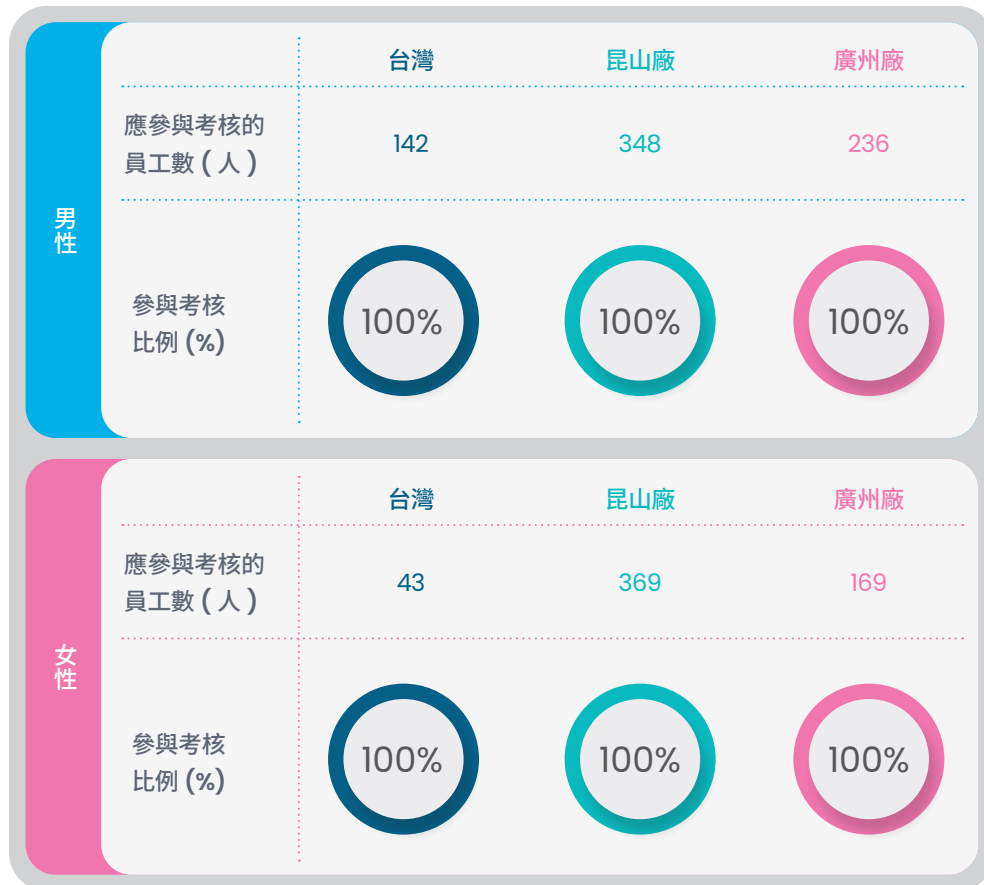 男性
台灣 昆山廠 廣州廠
應參與考核的
員工數 ( 人 )
142 348 236
參與考核
比例 (%)
100% 100% 100%
女性
台灣 昆山廠 廣州廠
應參與考核的
員工數 ( 人 )
43 369 169
參與考核
比例 (%)
100% 100% 100%